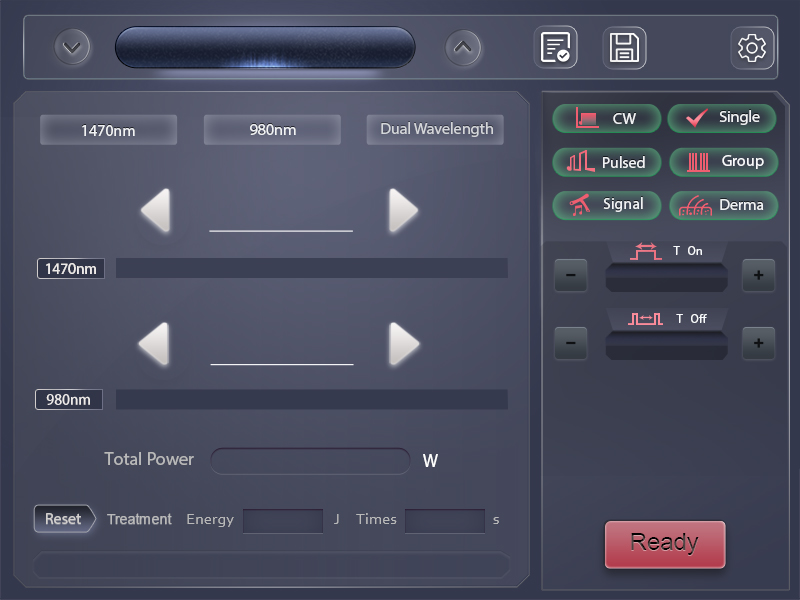 1470nm 980nm Dual Wavelength
1470nm
980nm
Total Power W
Reset Treatment Energy J Times s
CW Single
Pulsed Group
Signal Derma
T On
- +
T Off
- +
Ready